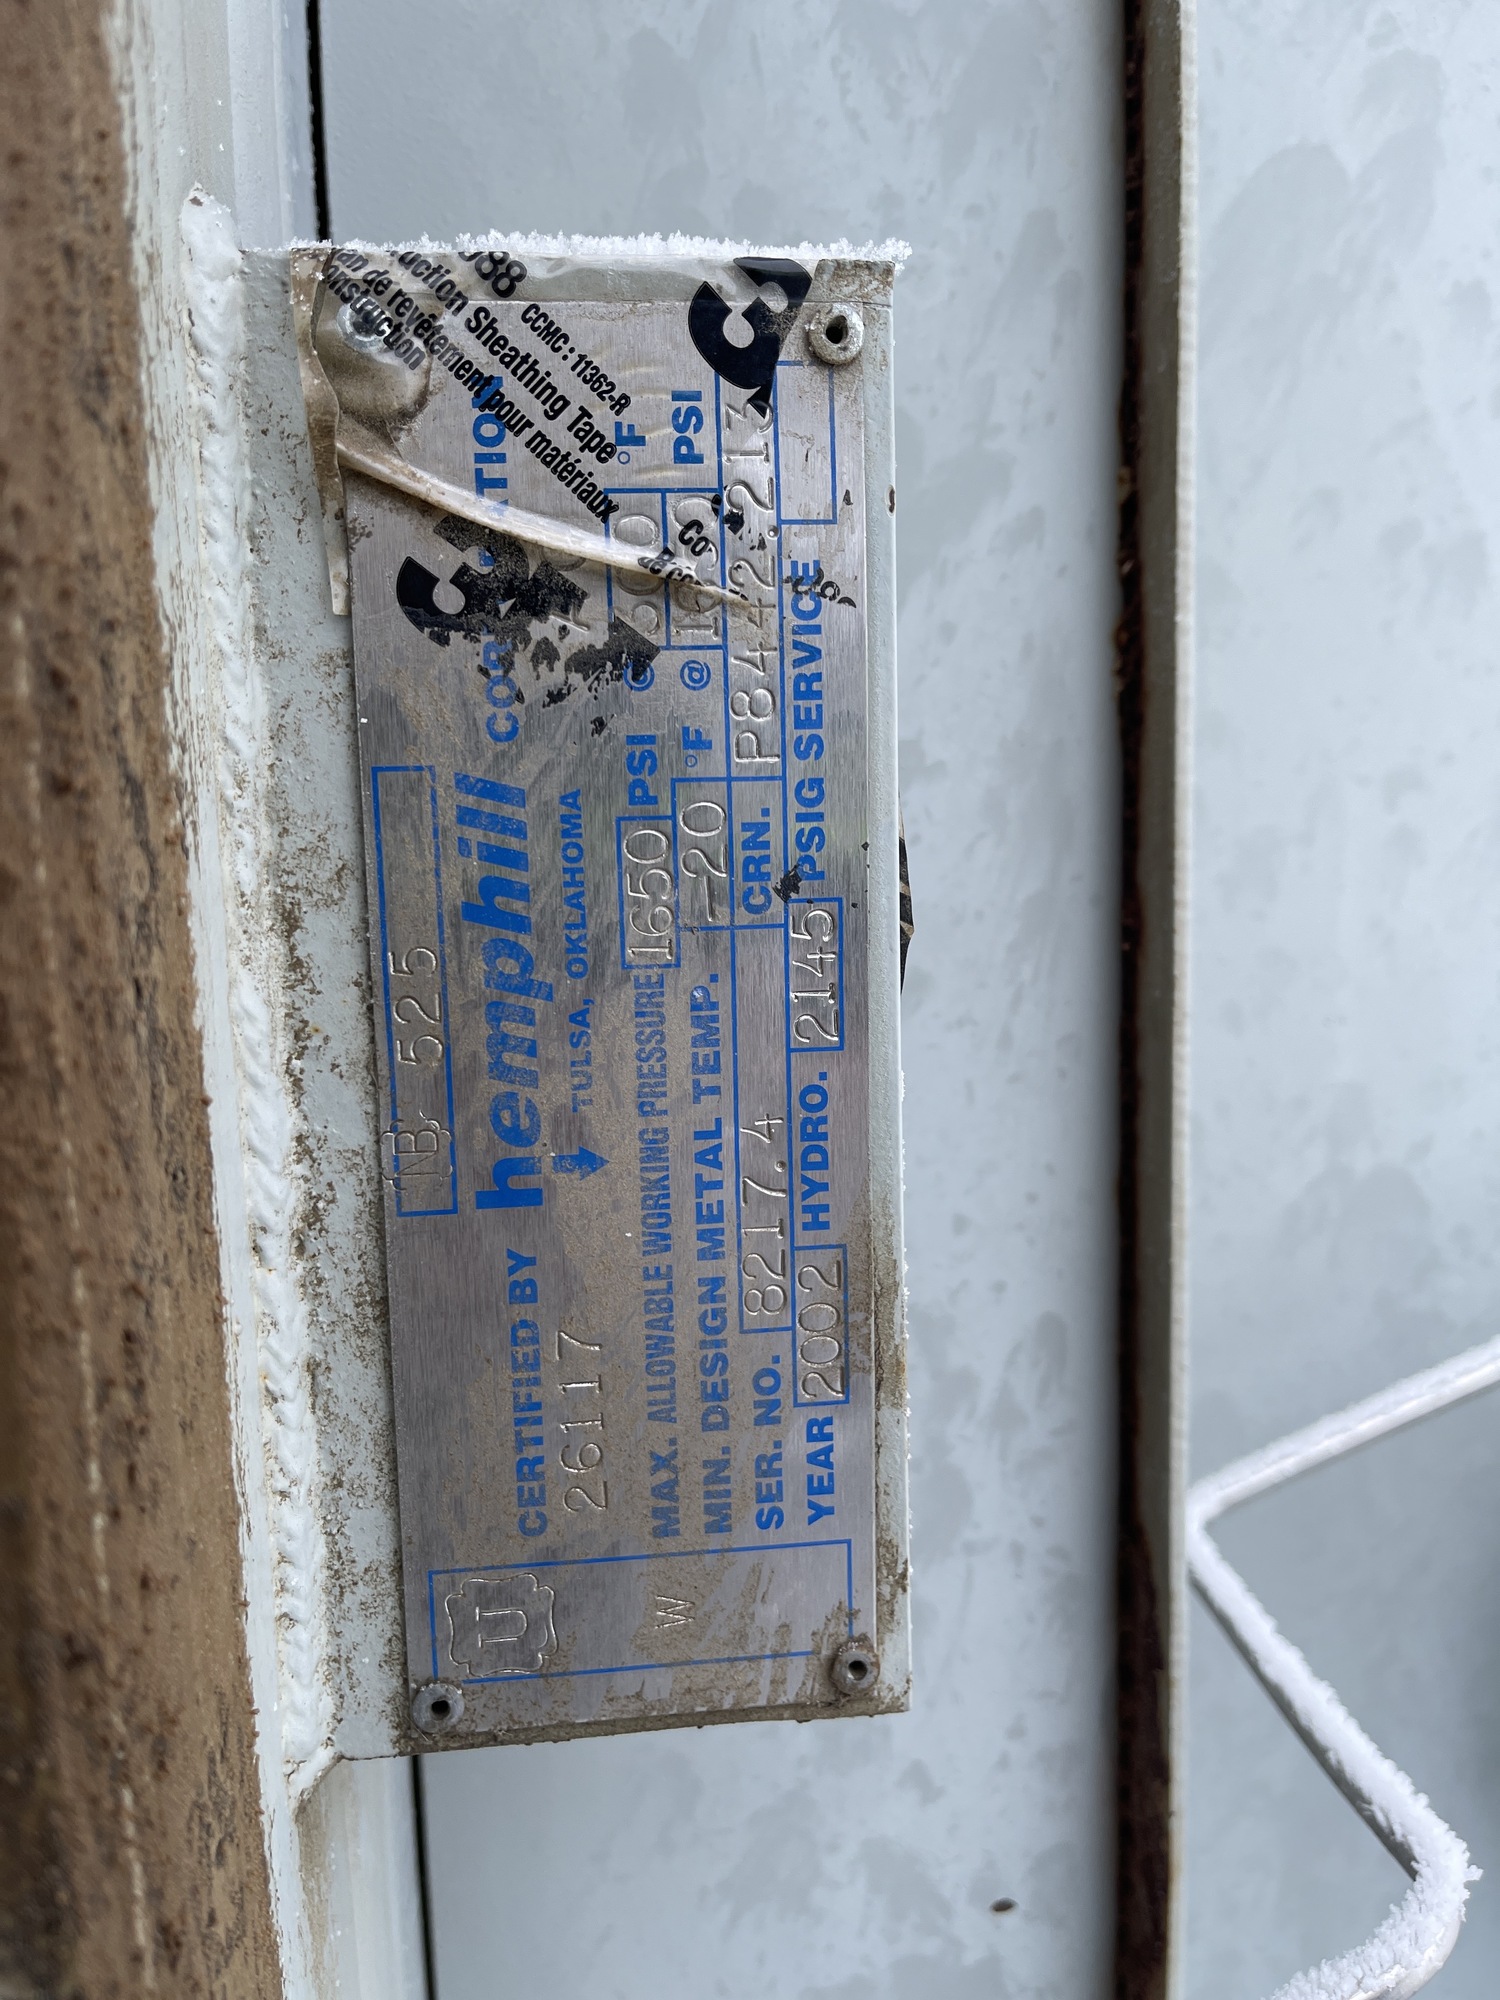 NB 525
CERTIFIED BY hemphill
26117
TULSA, OKLAHOMA
MAX. ALLOWABLE WORKING PRESSURE 1650 PSI @ °F
MIN. DESIGN METAL TEMP. -20 °F @ PSI
SER. NO. 8217.4 CRN. P8442.213
YEAR 2002 HYDRO. 2145 PSIG SERVICE
U
W
CCMC : 11362-R
Sheathing Tape
de revêtement pour matériaux